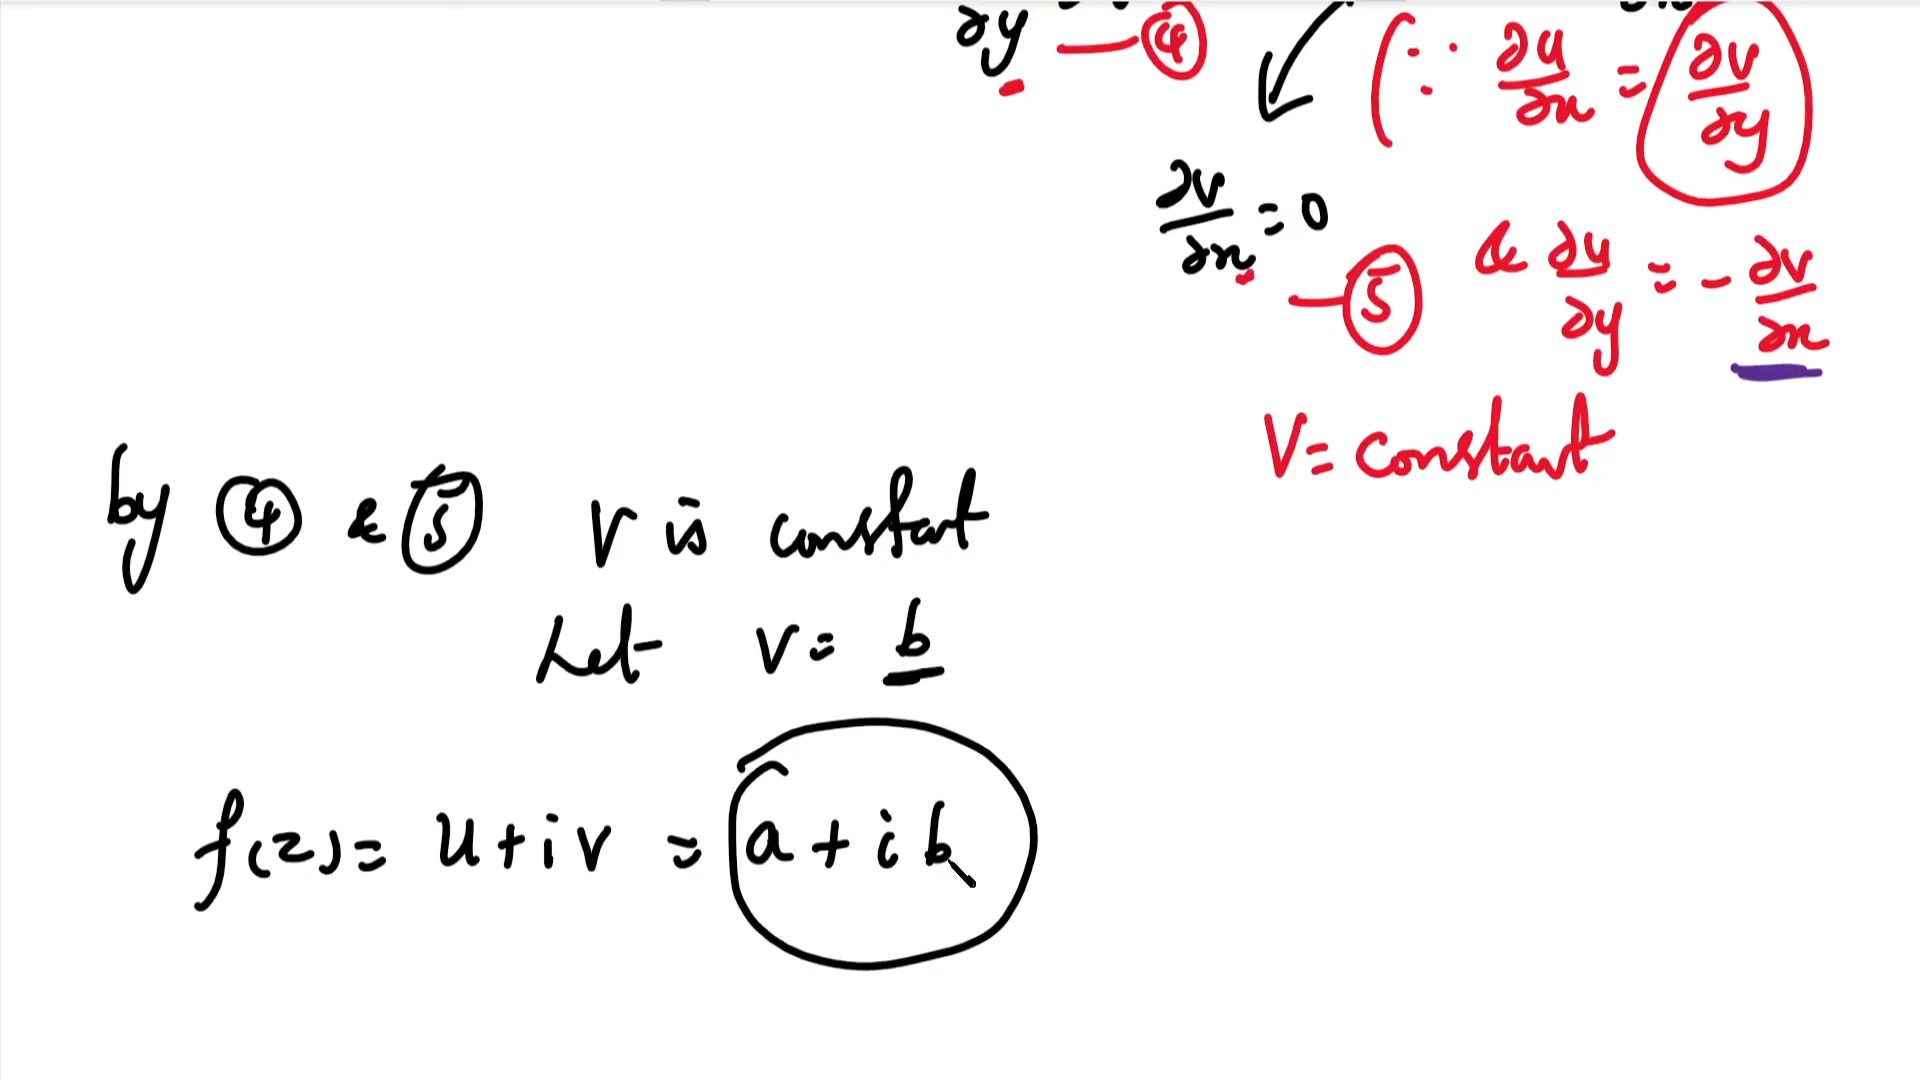 ∂y —④ (∵ ∂u/∂x = ∂v/∂y
∂v/∂x = 0 —⑤ & ∂u/∂y = - ∂v/∂x
V = constant
by ④ & ⑤ V is constant
Let V = b
f(z) = u + i v = a + i b